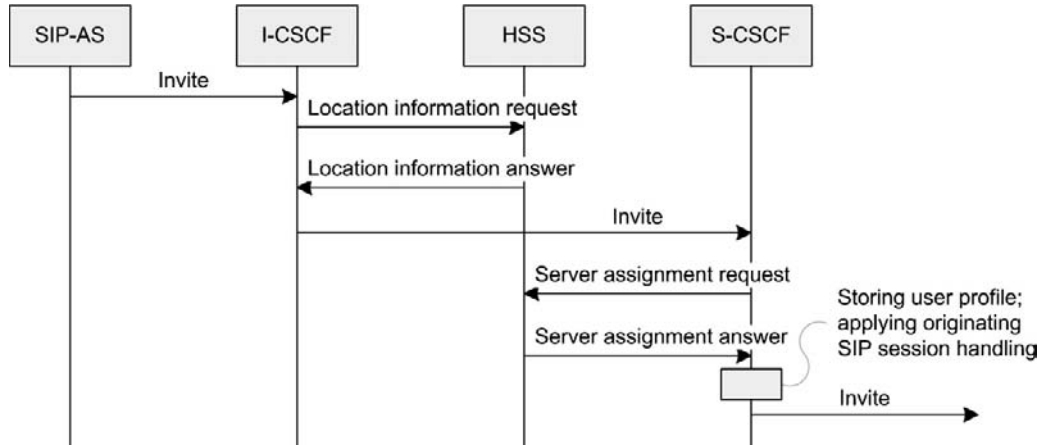 SIP-AS
I-CSCF
HSS
S-CSCF
Invite
Location information request
Location information answer
Invite
Server assignment request
Storing user profile;
applying originating
SIP session handling
Server assignment answer
Invite